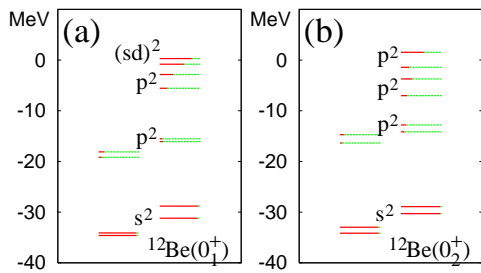 MeV
MeV
(a)
(b)
(sd)²
p²
p²
s²
¹²Be(0₁⁺)
p²
p²
p²
s²
¹²Be(0₂⁺)
0
-10
-20
-30
-40
0
-10
-20
-30
-40